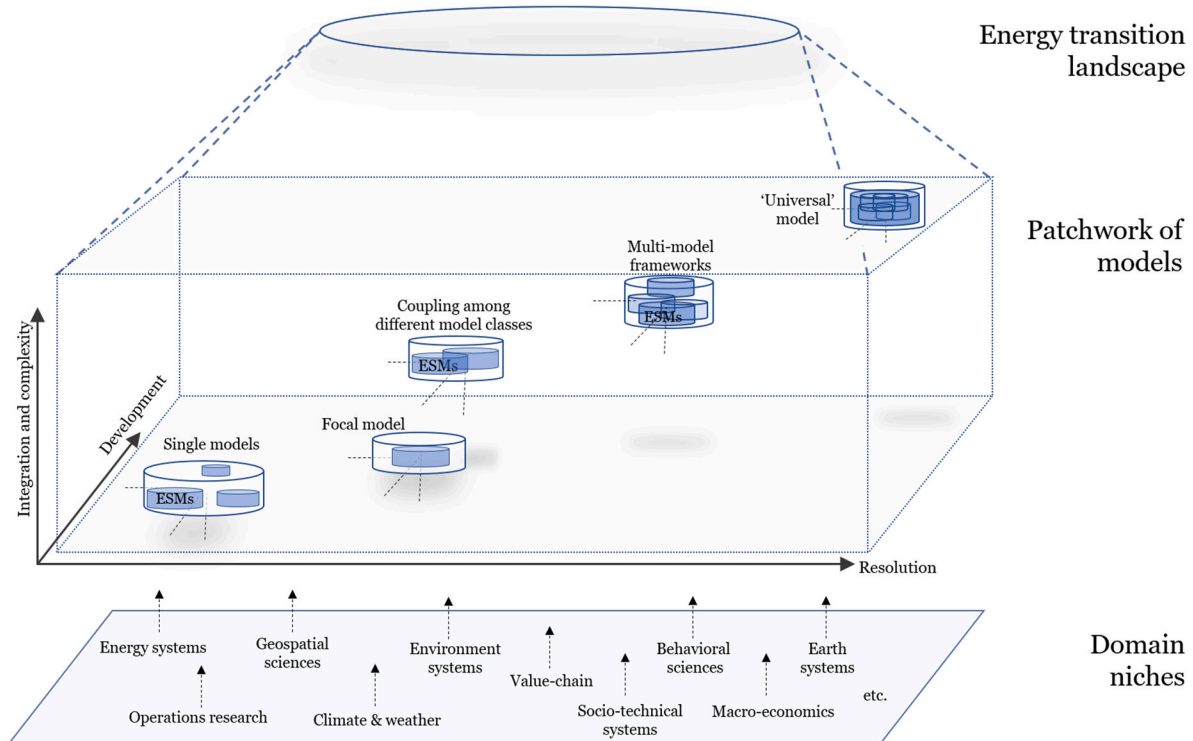 Energy transition
landscape
‘Universal’
model
Patchwork of
models
Multi-model
frameworks
ESMs
Coupling among
different model classes
ESMs
Integration and complexity
Development
Focal model
Single models
ESMs
Resolution
Energy systems
Geospatial
sciences
Environment
systems
Value-chain
Behavioral
sciences
Earth
systems
Domain
niches
Operations research
Climate & weather
Socio-technical
systems
Macro-economics
etc.